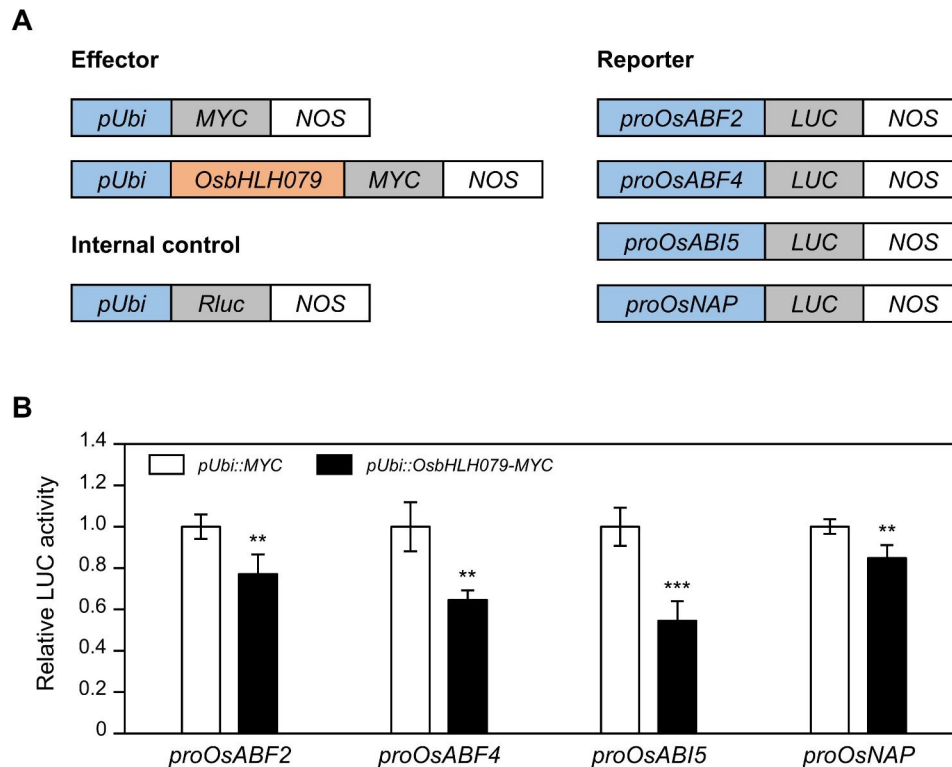 A
Effector
pUbi MYC NOS
pUbi OsbHLH079 MYC NOS
Internal control
pUbi Rluc NOS
Reporter
proOsABF2 LUC NOS
proOsABF4 LUC NOS
proOsABI5 LUC NOS
proOsNAP LUC NOS
B
Relative LUC activity
1.4
1.2
1.0
0.8
0.6
0.4
0.2
0
pUbi::MYC pUbi::OsbHLH079-MYC
** ** *** **
proOsABF2 proOsABF4 proOsABI5 proOsNAP